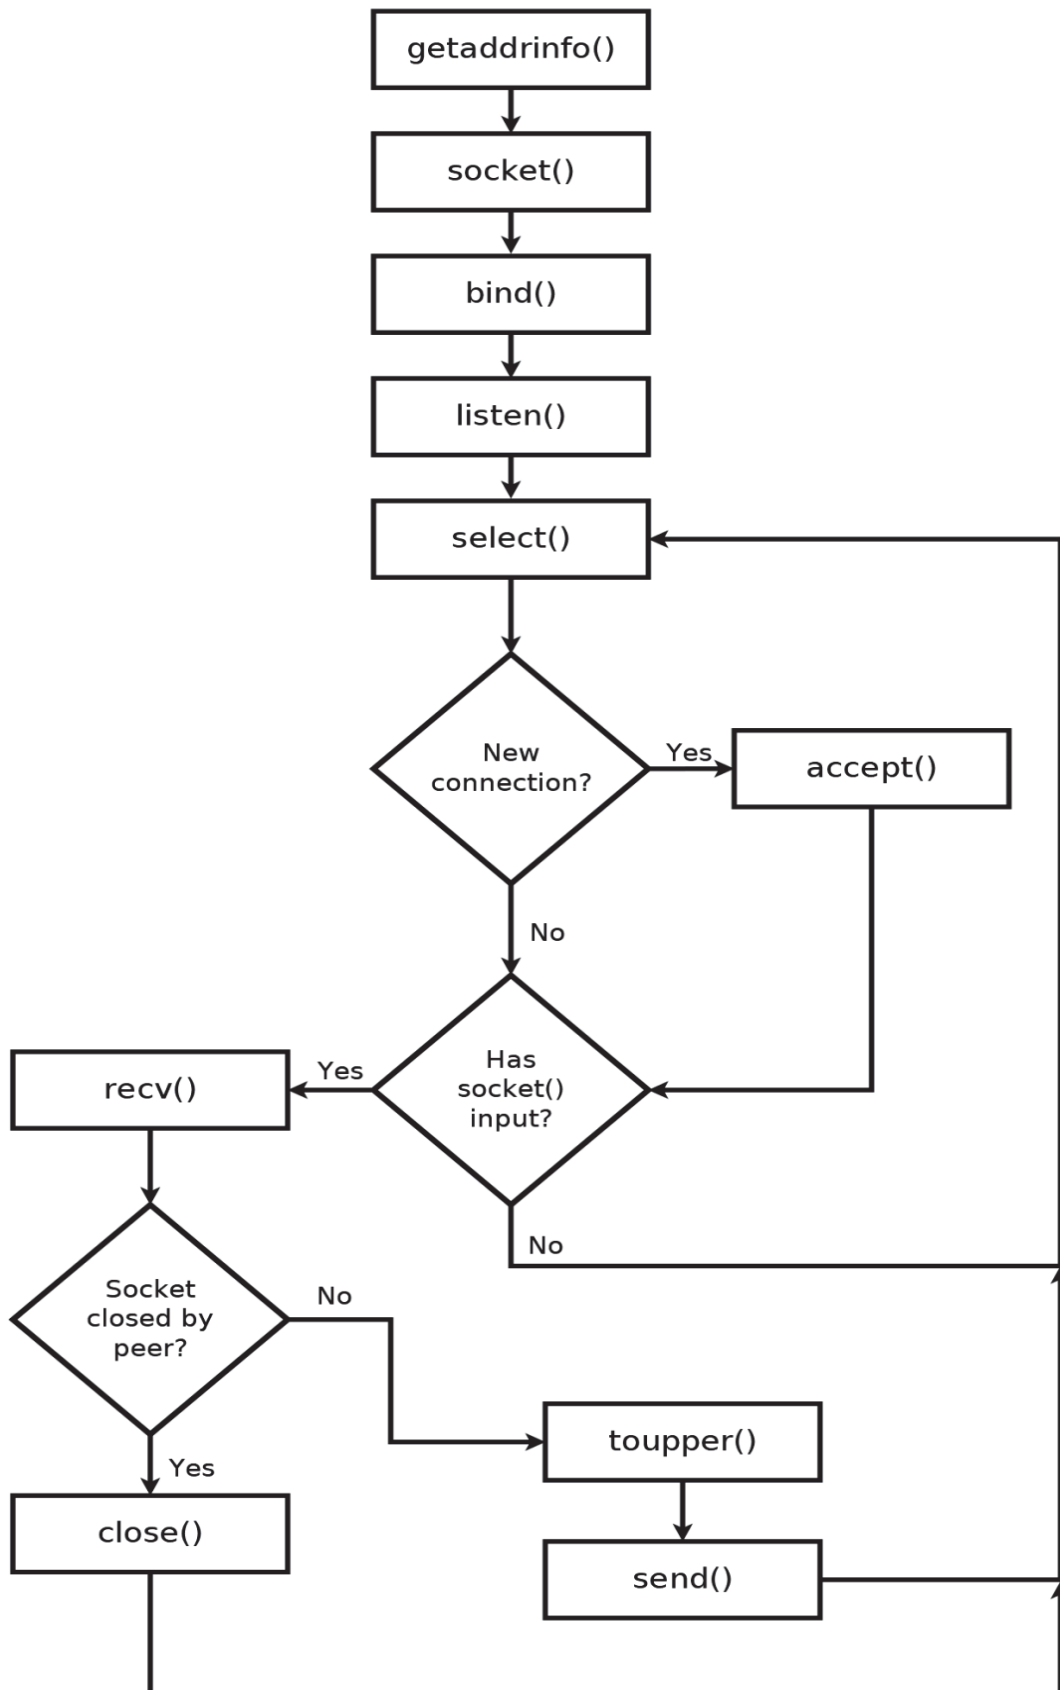 getaddrinfo()
socket()
bind()
listen()
select()
New
connection?
Yes
accept()
No
Has
socket()
input?
Yes
recv()
No
Socket
closed by
peer?
No
toupper()
Yes
close()
send()